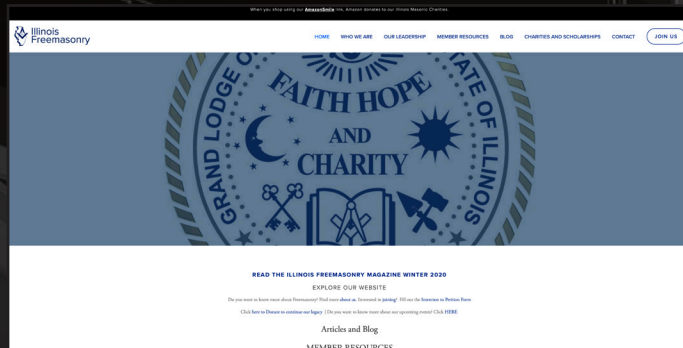 When you shop using our AmazonSmile link, Amazon donates to our Illinois Masonic Charities.
Illinois
Freemasonry
HOME WHO WE ARE OUR LEADERSHIP MEMBER RESOURCES BLOG CHARITIES AND SCHOLARSHIPS CONTACT JOIN US
GRAND LODGE O
STATE OF ILLINOIS
FAITH HOPE
AND
CHARITY
READ THE ILLINOIS FREEMASONRY MAGAZINE WINTER 2020
EXPLORE OUR WEBSITE
Do you want to know more about Freemasonry? Find more about us. Interested in joining? Fill out the Intention to Petition Form
Click here to Donate to continue our legacy | Do you want to know more about our upcoming events? Click HERE
Articles and Blog
MEMBER RESOURCES